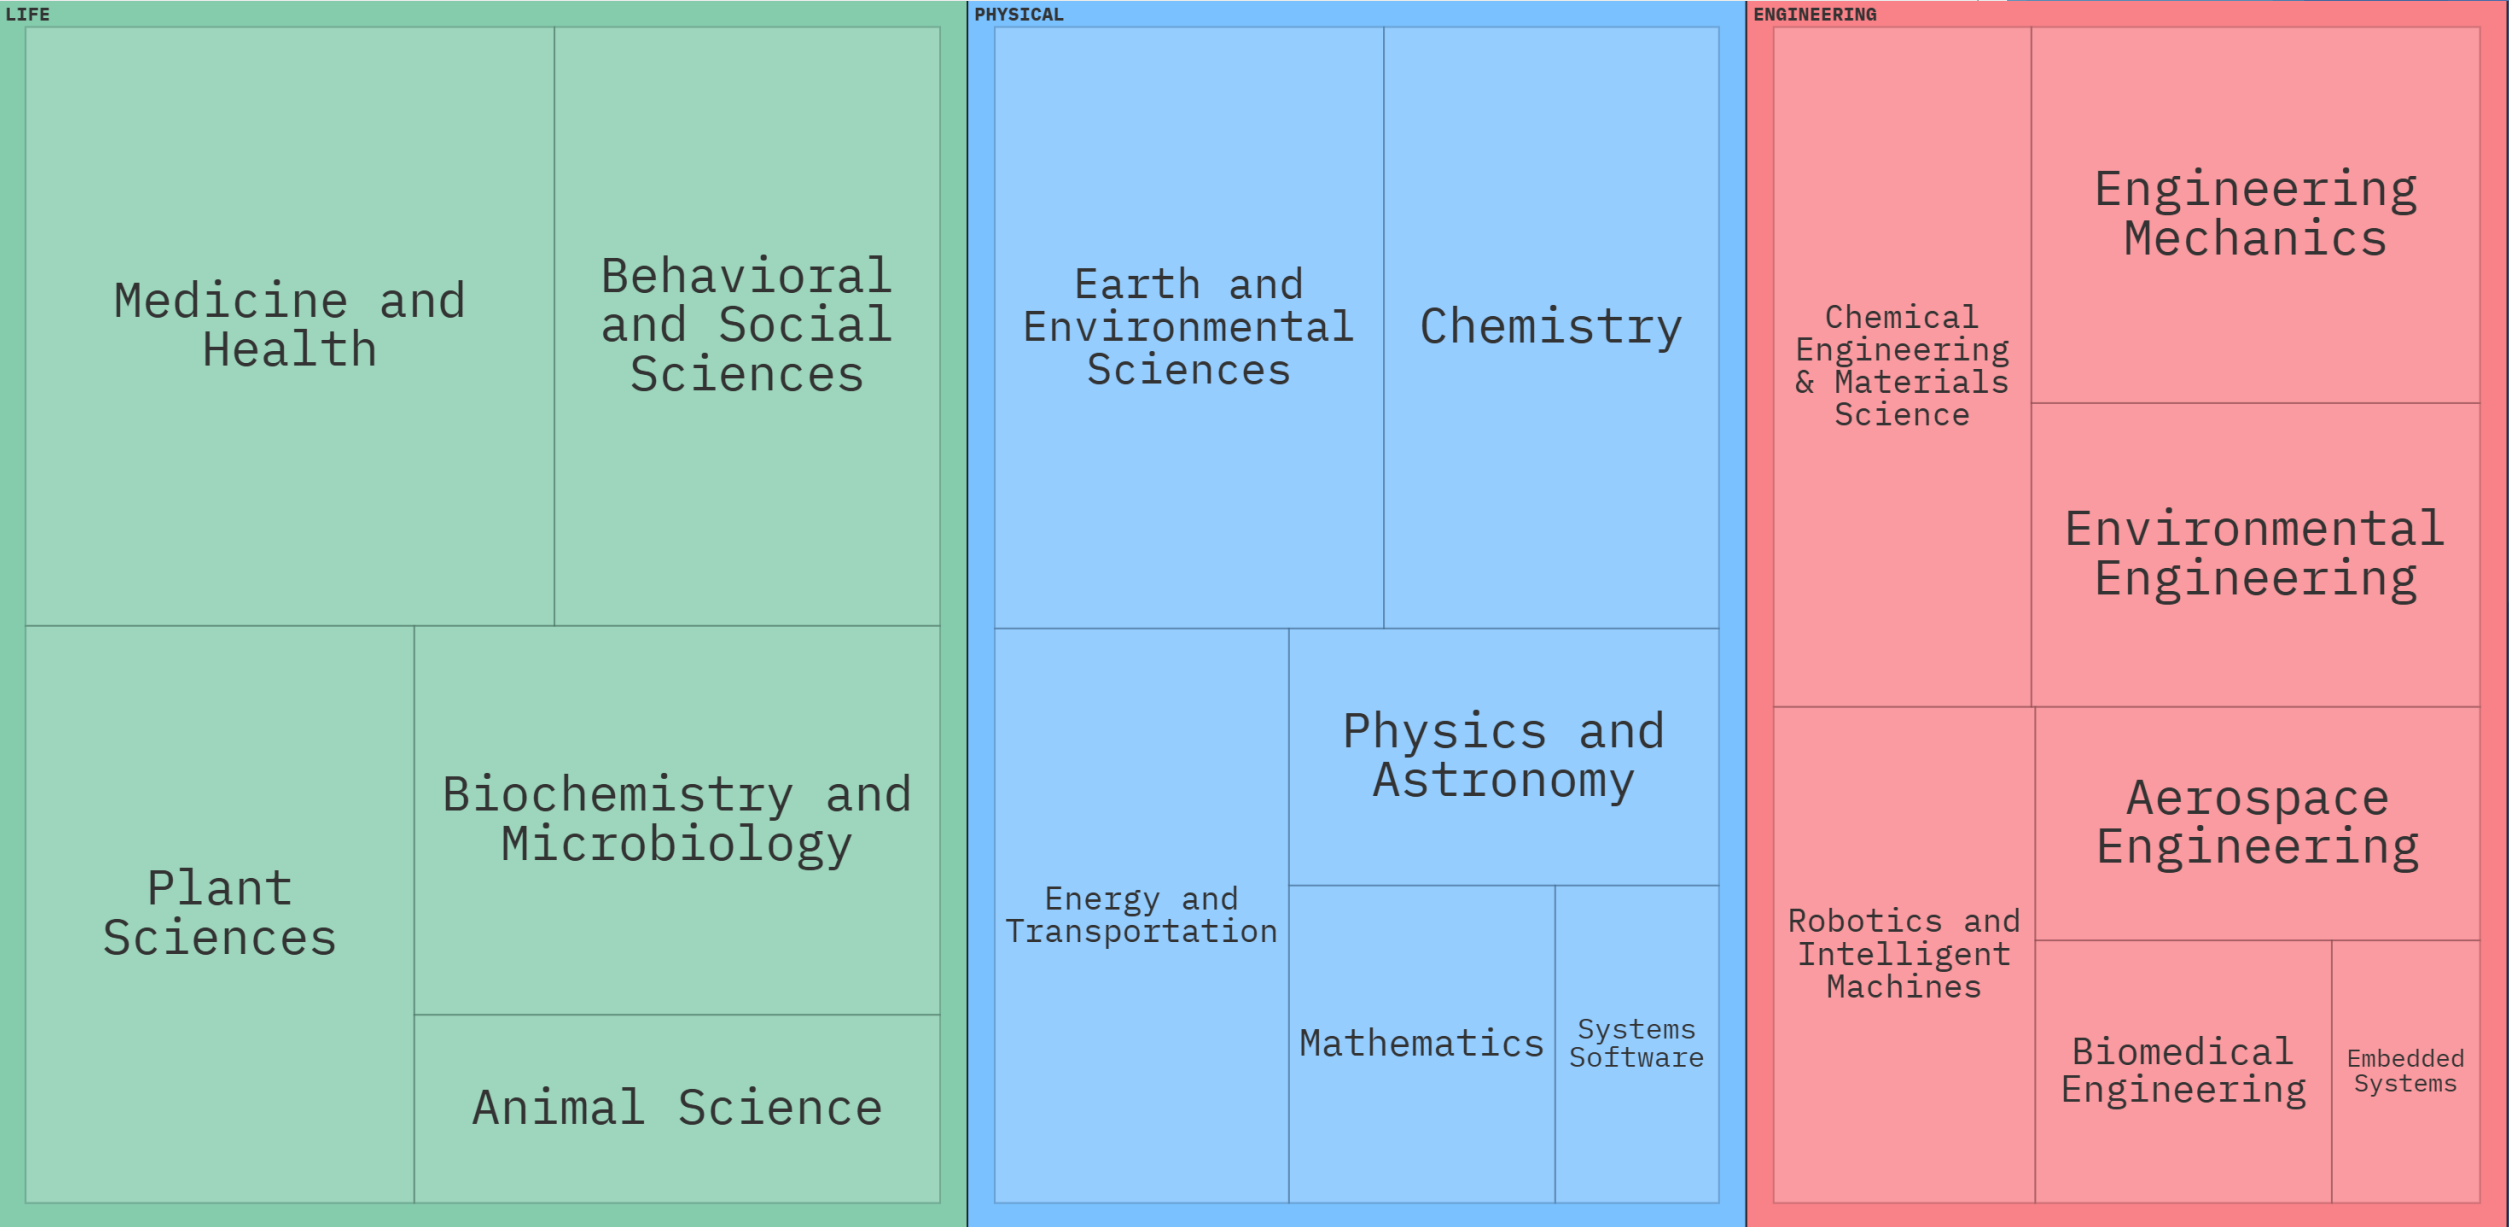 LIFE
Medicine and
Health
Behavioral
and Social
Sciences
Plant
Sciences
Biochemistry and
Microbiology
Animal Science
PHYSICAL
Earth and
Environmental
Sciences
Chemistry
Energy and
Transportation
Physics and
Astronomy
Mathematics
Systems
Software
ENGINEERING
Chemical
Engineering
& Materials
Science
Engineering
Mechanics
Environmental
Engineering
Robotics and
Intelligent
Machines
Aerospace
Engineering
Biomedical
Engineering
Embedded
Systems